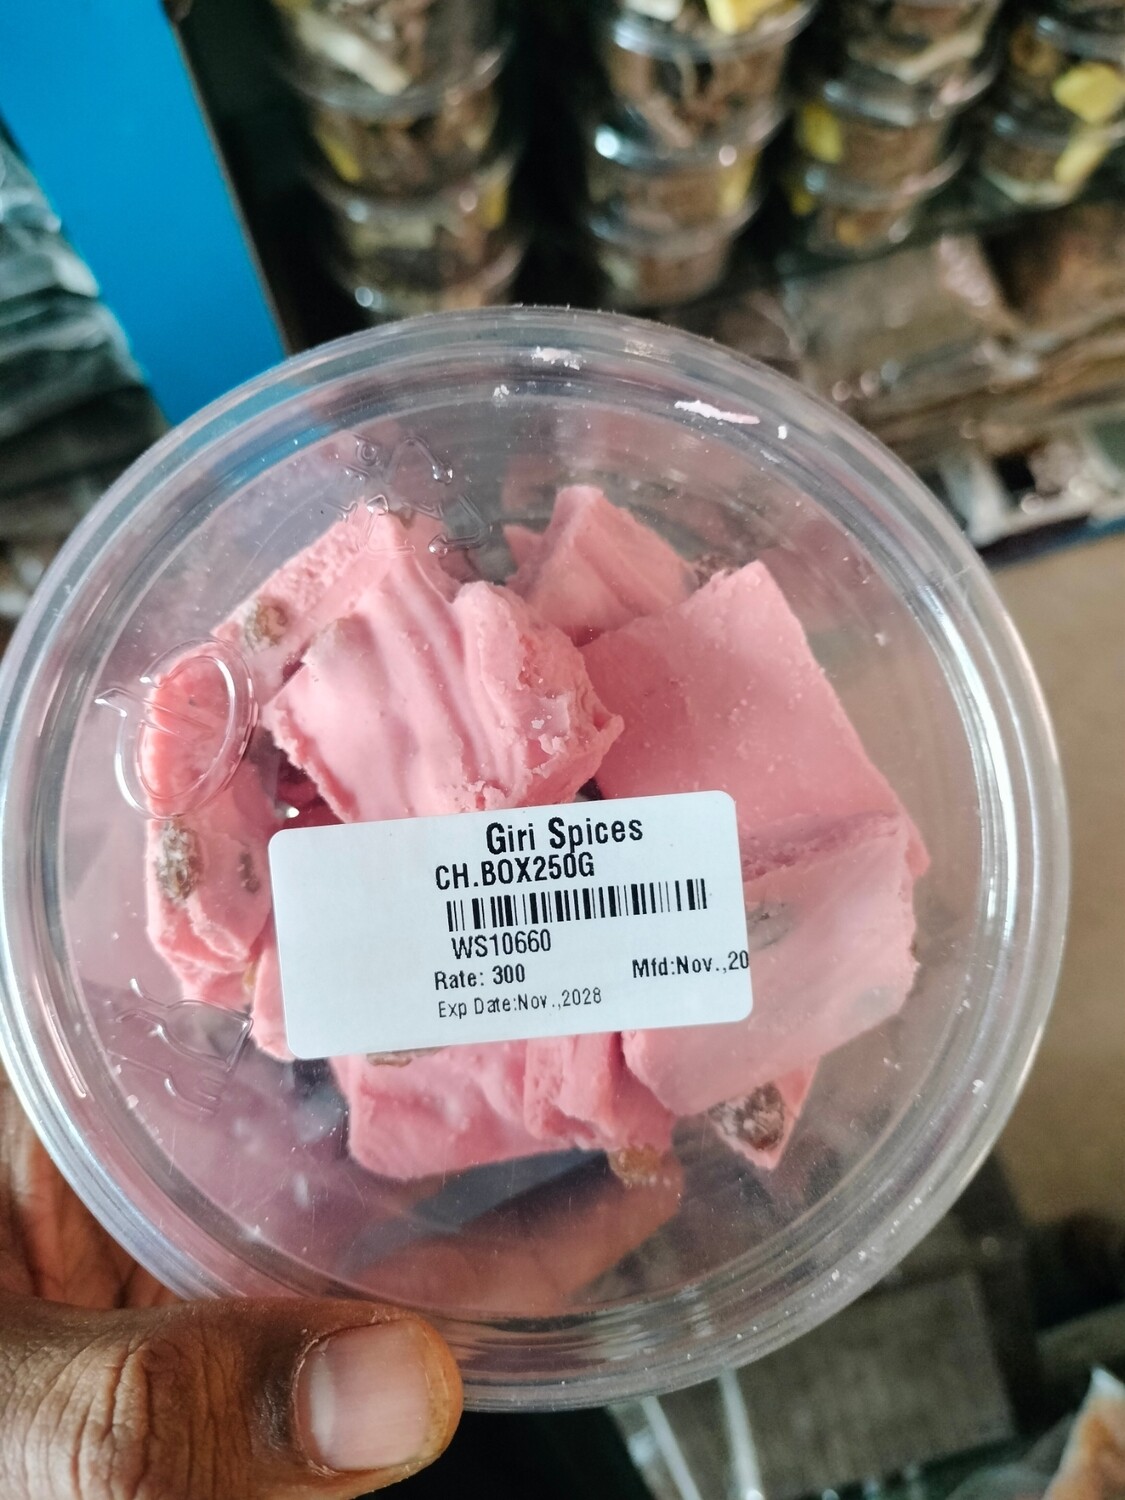 Giri Spices
CH.BOX250G
WS10660
Rate: 300 Mfd:Nov.,20
Exp Date:Nov.,2028